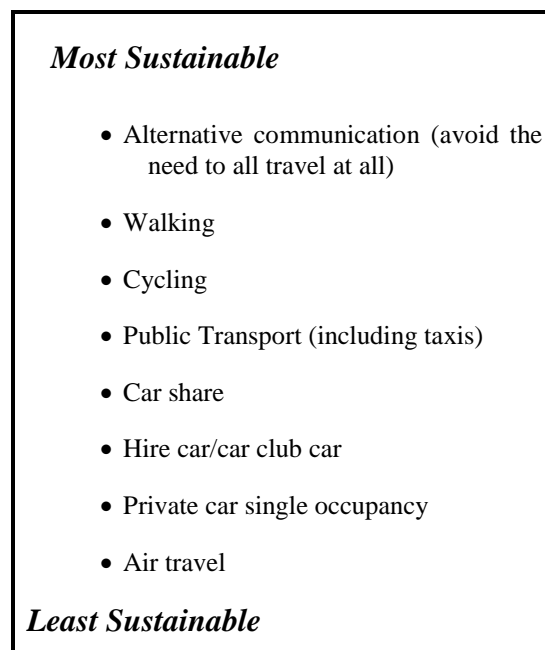 Most Sustainable
• Alternative communication (avoid the
need to all travel at all)
• Walking
• Cycling
• Public Transport (including taxis)
• Car share
• Hire car/car club car
• Private car single occupancy
• Air travel
Least Sustainable